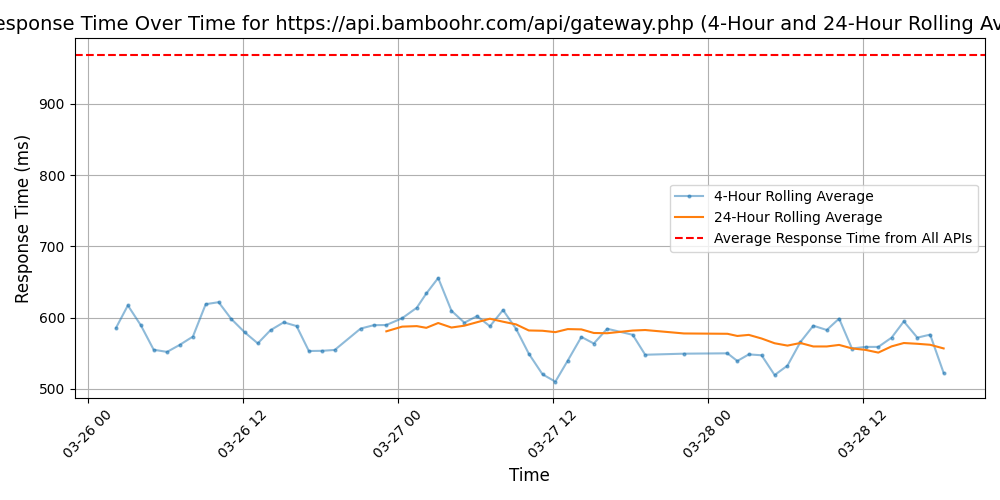 esponse Time Over Time for https://api.bamboohr.com/api/gateway.php (4-Hour and 24-Hour Rolling Av
Response Time (ms)
900
800
700
600
500
4-Hour Rolling Average
24-Hour Rolling Average
Average Response Time from All APIs
03-26 00
03-26 12
03-27 00
03-27 12
03-28 00
03-28 12
Time